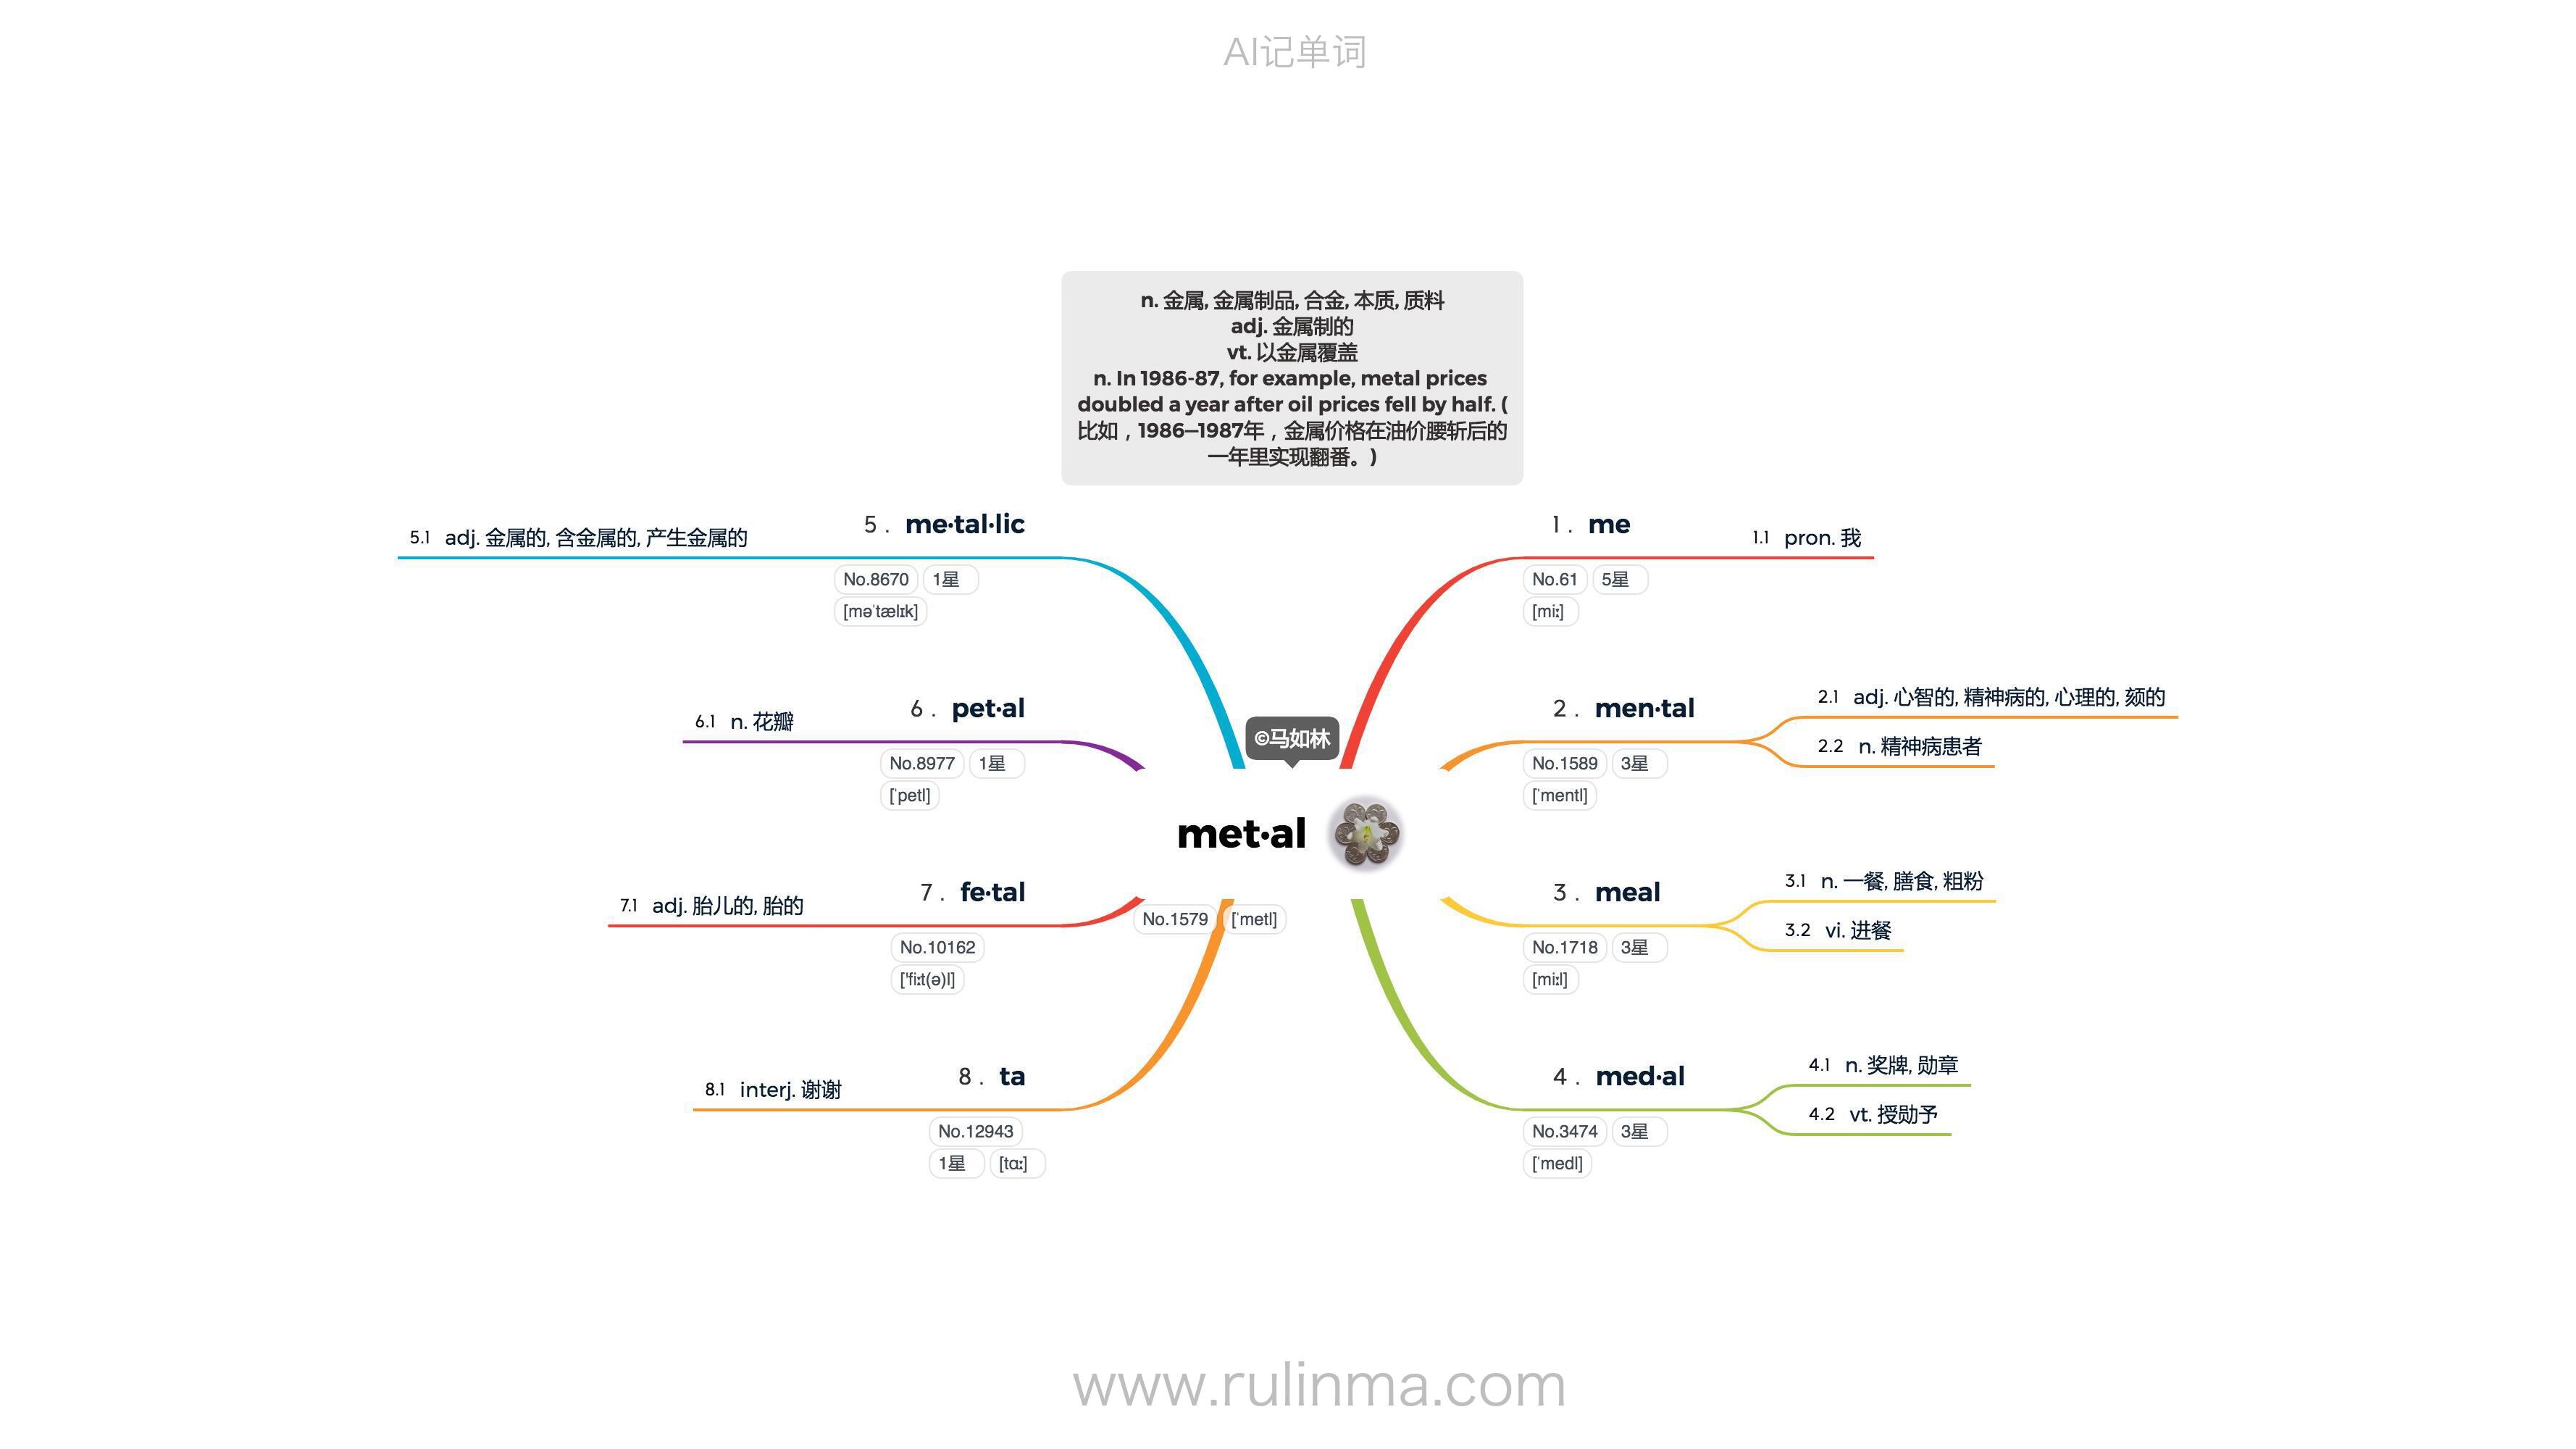 AI记单词
n. 金属, 金属制品, 合金, 本质, 质料
adj. 金属制的
vt. 以金属覆盖
n. In 1986-87, for example, metal prices
doubled a year after oil prices fell by half. (
比如，1986—1987年，金属价格在油价腰斩后的
一年里实现翻番。)
©马如林
met·al
No.1579 [ˈmetl]
1. me
No.61 5星
[miː]
1.1 pron. 我
2. men·tal
No.1589 3星
[ˈmentl]
2.1 adj. 心智的, 精神病的, 心理的, 颏的
2.2 n. 精神病患者
3. meal
No.1718 3星
[miːl]
3.1 n. 一餐, 膳食, 粗粉
3.2 vi. 进餐
4. med·al
No.3474 3星
[ˈmedl]
4.1 n. 奖牌, 勋章
4.2 vt. 授勋予
5. me·tal·lic
No.8670 1星
[məˈtælɪk]
5.1 adj. 金属的, 含金属的, 产生金属的
6. pet·al
No.8977 1星
[ˈpetl]
6.1 n. 花瓣
7. fe·tal
No.10162
['fiːt(ə)l]
7.1 adj. 胎儿的, 胎的
8. ta
No.12943
1星 [tɑː]
8.1 interj. 谢谢
www.rulinma.com